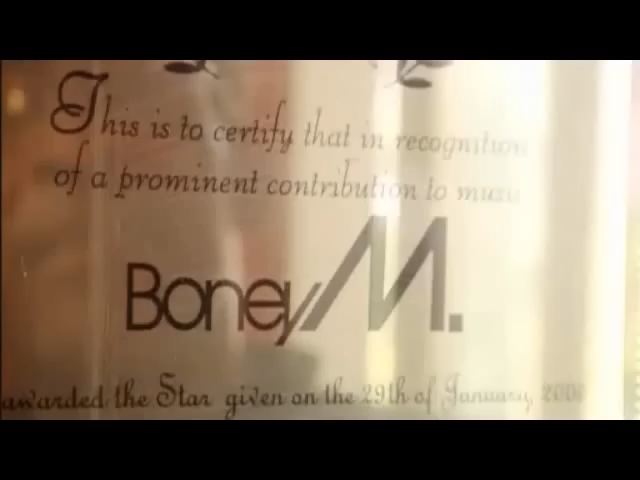 This is to certify that in recognition
of a prominent contribution to music
Boney M.
awarded the Star given on the 29th of January,